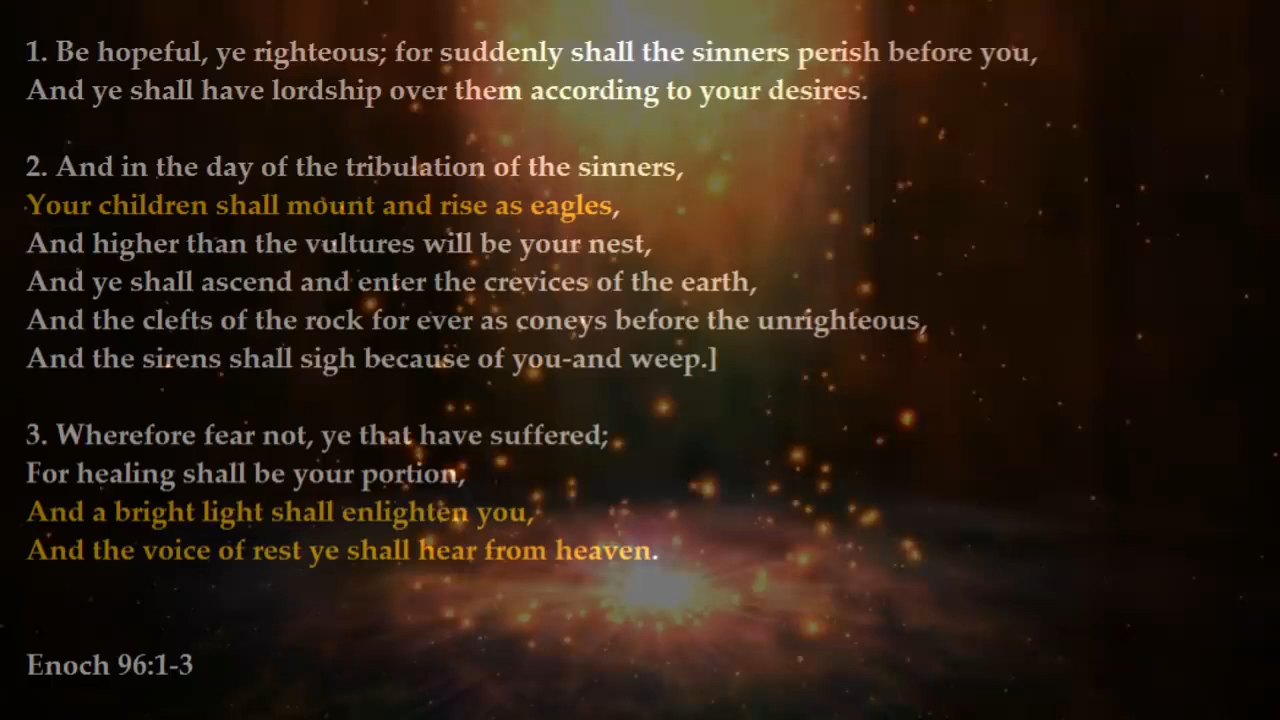 1. Be hopeful, ye righteous; for suddenly shall the sinners perish before you,
And ye shall have lordship over them according to your desires.
2. And in the day of the tribulation of the sinners,
Your children shall mount and rise as eagles,
And higher than the vultures will be your nest,
And ye shall ascend and enter the crevices of the earth,
And the clefts of the rock for ever as coneys before the unrighteous,
And the sirens shall sigh because of you-and weep.]
3. Wherefore fear not, ye that have suffered;
For healing shall be your portion,
And a bright light shall enlighten you,
And the voice of rest ye shall hear from heaven.
Enoch 96:1-3